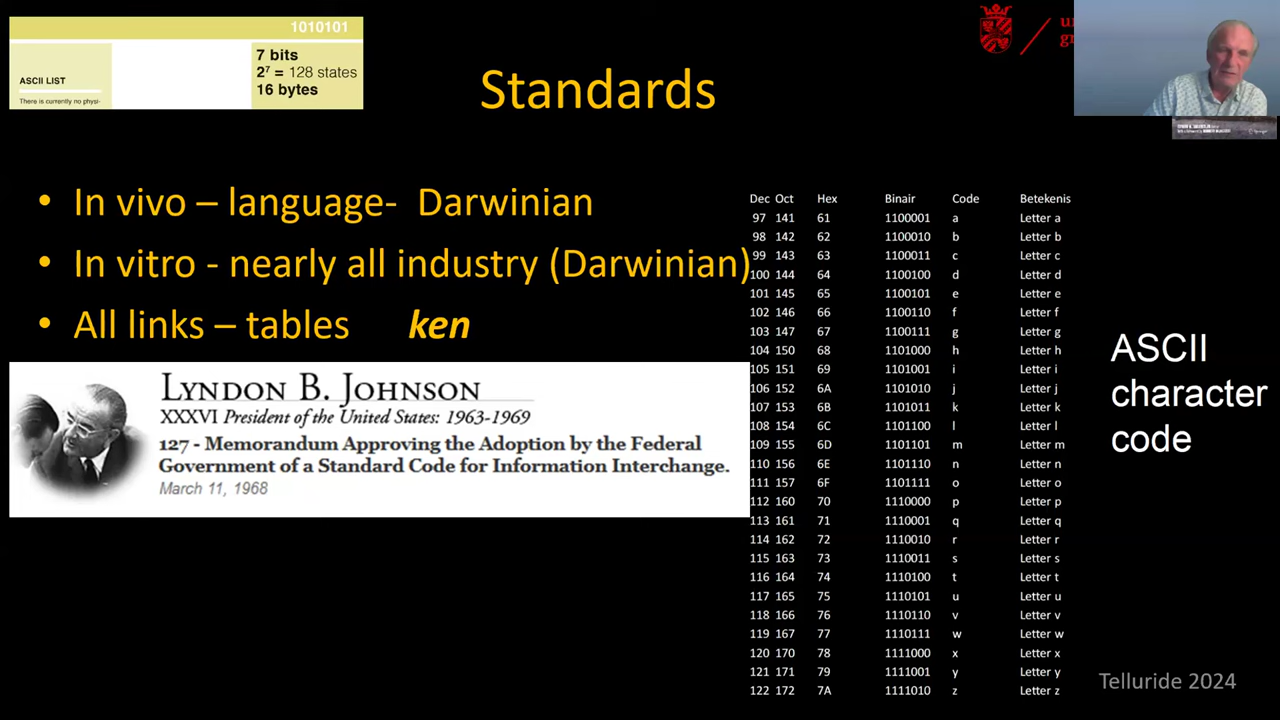 1010101
ASCII LIST
There is currently no physi-
7 bits
2⁷ = 128 states
16 bytes
Standards
• In vivo – language- Darwinian
• In vitro - nearly all industry (Darwinian)
• All links – tables ken
LYNDON B. JOHNSON
XXXVI President of the United States: 1963-1969
127 - Memorandum Approving the Adoption by the Federal
Government of a Standard Code for Information Interchange.
March 11, 1968
Dec Oct Hex Binair Code Betekenis
97 141 61 1100001 a Letter a
98 142 62 1100010 b Letter b
99 143 63 1100011 c Letter c
100 144 64 1100100 d Letter d
101 145 65 1100101 e Letter e
102 146 66 1100110 f Letter f
103 147 67 1100111 g Letter g
104 150 68 1101000 h Letter h
105 151 69 1101001 i Letter i
106 152 6A 1101010 j Letter j
107 153 6B 1101011 k Letter k
108 154 6C 1101100 l Letter l
109 155 6D 1101101 m Letter m
110 156 6E 1101110 n Letter n
111 157 6F 1101111 o Letter o
112 160 70 1110000 p Letter p
113 161 71 1110001 q Letter q
114 162 72 1110010 r Letter r
115 163 73 1110011 s Letter s
116 164 74 1110100 t Letter t
117 165 75 1110101 u Letter u
118 166 76 1110110 v Letter v
119 167 77 1110111 w Letter w
120 170 78 1111000 x Letter x
121 171 79 1111001 y Letter y
122 172 7A 1111010 z Letter z
ASCII
character
code
Telluride 2024